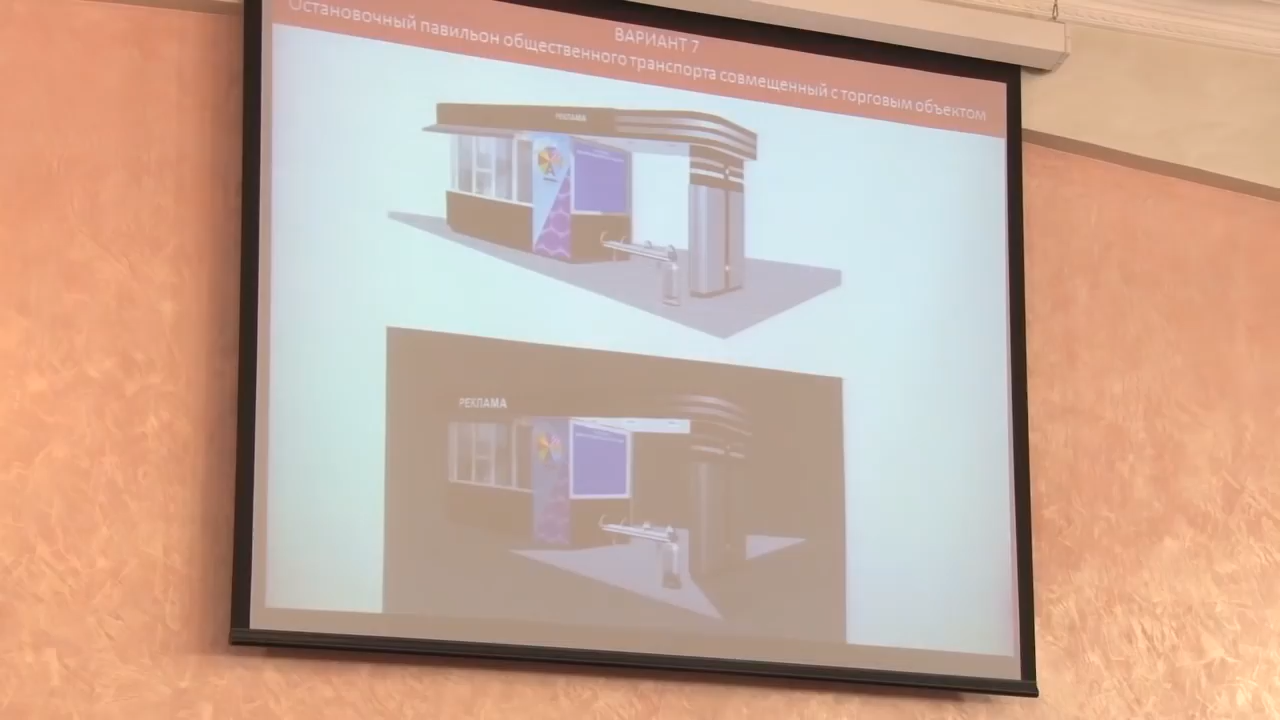 ВАРИАНТ 7
Остановочный павильон общественного транспорта совмещенный с торговым объектом
РЕКЛАМА
РЕКЛАМА